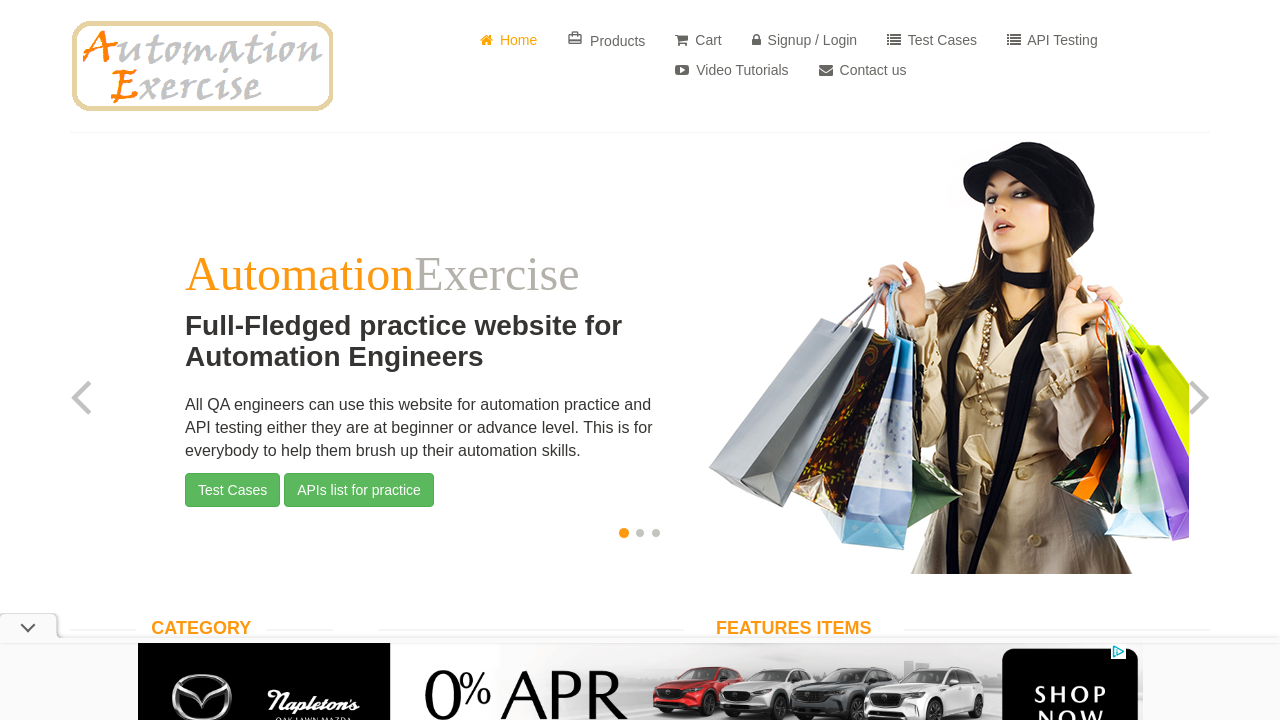 Automation
Exercise
Home
Products
Cart
Signup / Login
Test Cases
API Testing
Video Tutorials
Contact us
AutomationExercise
Full-Fledged practice website for
Automation Engineers
All QA engineers can use this website for automation practice and
API testing either they are at beginner or advance level. This is for
everybody to help them brush up their automation skills.
Test Cases
APIs list for practice
CATEGORY
FEATURES ITEMS
Napleton's
OAK LAWN MAZDA
0% APR
SHOP
NOW